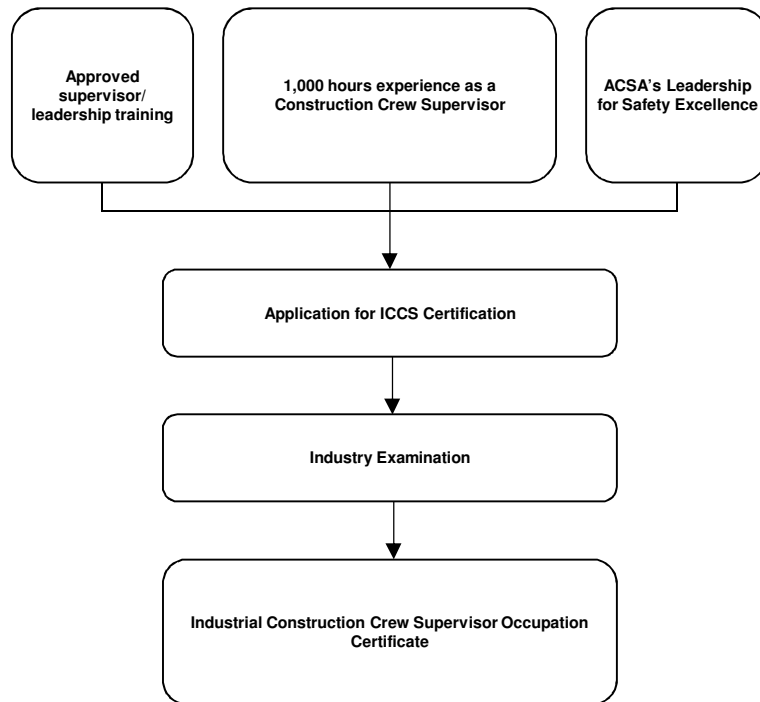 Approved
supervisor/
leadership training
1,000 hours experience as a
Construction Crew Supervisor
ACSA's Leadership
for Safety Excellence
Application for ICCS Certification
Industry Examination
Industrial Construction Crew Supervisor Occupation
Certificate